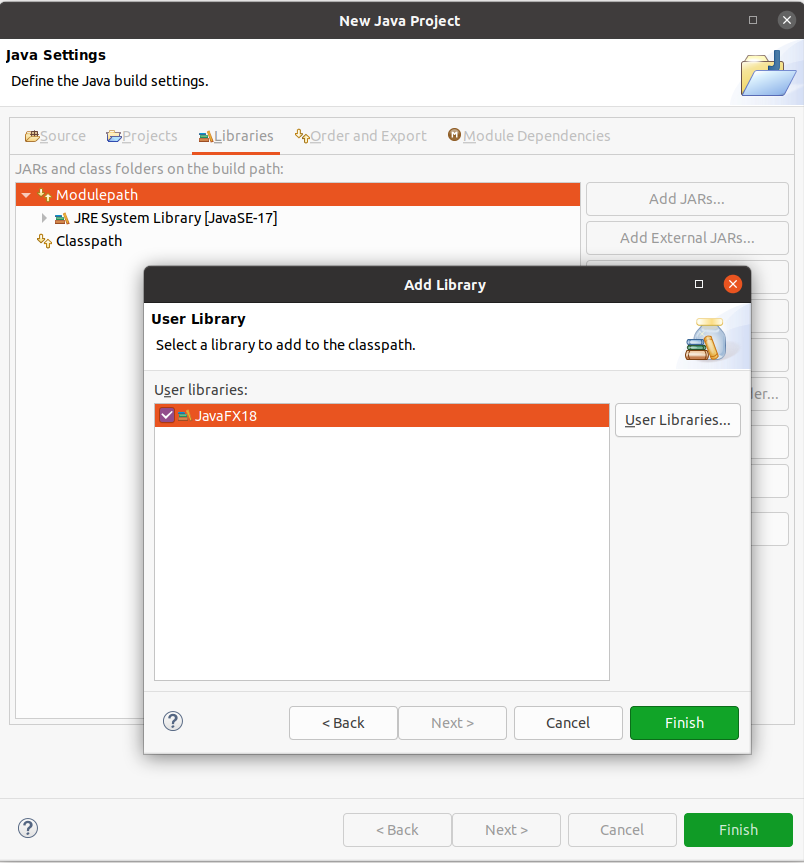 New Java Project
Java Settings
Define the Java build settings.
Source Projects Libraries Order and Export Module Dependencies
JARs and class folders on the build path:
Modulepath
Add JARs...
JRE System Library [JavaSE-17]
Add External JARs...
Classpath
Add Library
User Library
Select a library to add to the classpath.
User libraries:
JavaFX18
User Libraries...
der...
< Back Next > Cancel Finish
< Back Next > Cancel Finish